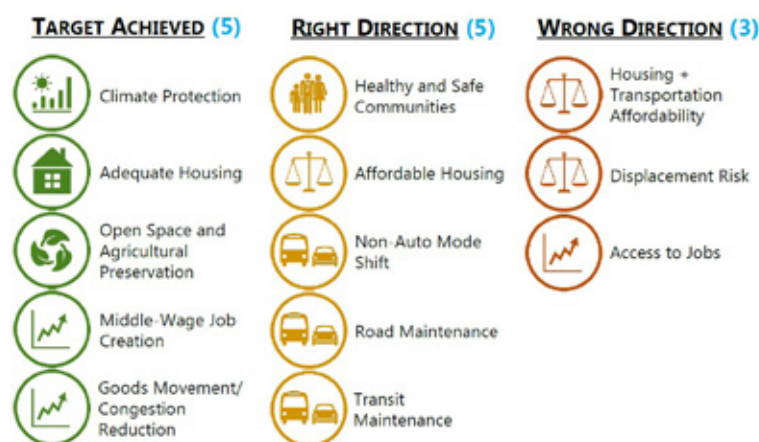 TARGET ACHIEVED (5)
Climate Protection
Adequate Housing
Open Space and
Agricultural
Preservation
Middle-Wage Job
Creation
Goods Movement/
Congestion
Reduction
RIGHT DIRECTION (5)
Healthy and Safe
Communities
Affordable Housing
Non-Auto Mode
Shift
Road Maintenance
Transit
Maintenance
WRONG DIRECTION (3)
Housing +
Transportation
Affordability
Displacement Risk
Access to Jobs